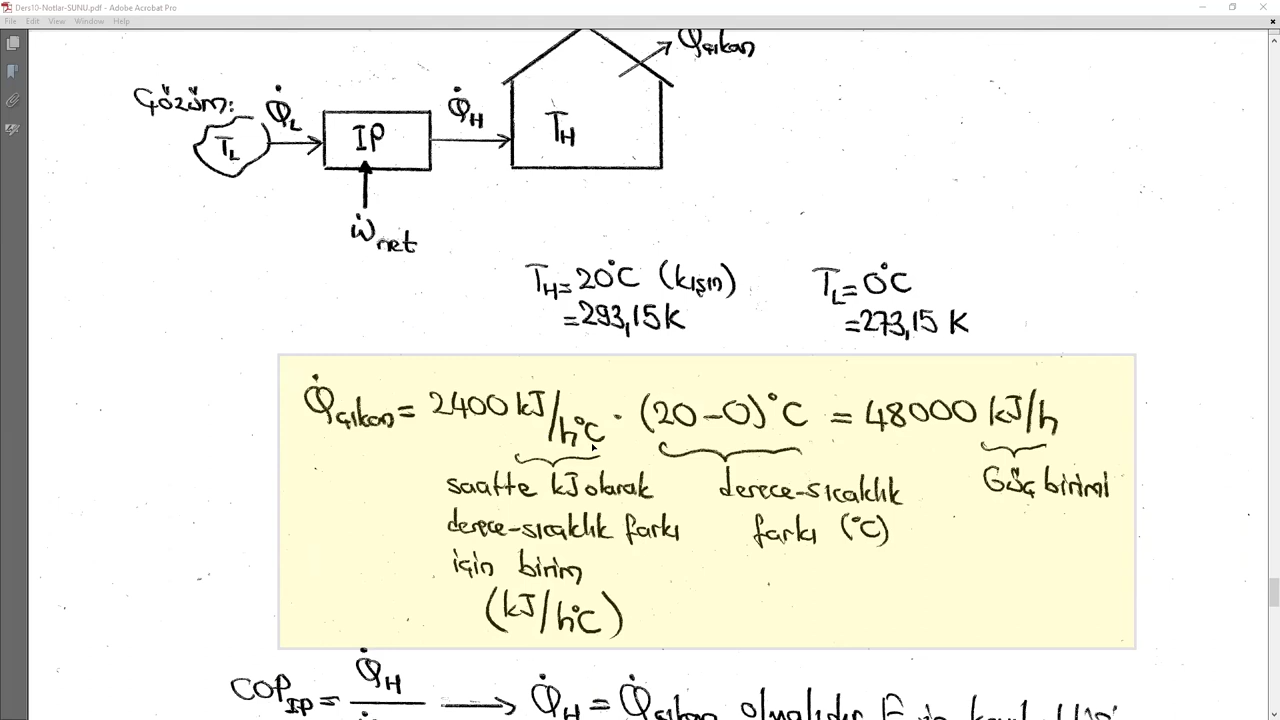 Ders10-Notlar-SUNU.pdf - Adobe Acrobat Pro
File Edit View Window Help
Q̇çıkan
Çözüm:
Q̇L
Q̇H
TL
IP
TH
ẇnet
TH=20°C (kışın)
=293,15K
TL=0°C
=273,15 K
Q̇çıkan = 2400 kJ/h°C · (20-0)°C = 48000 kJ/h
saatte kJ olarak
derece-sıcaklık farkı
için birim
(kJ/h°C)
derece-sıcaklık
farkı (°C)
Güç birimi
COPIP = Q̇H
Q̇H = Q̇çıkan olmalıdır